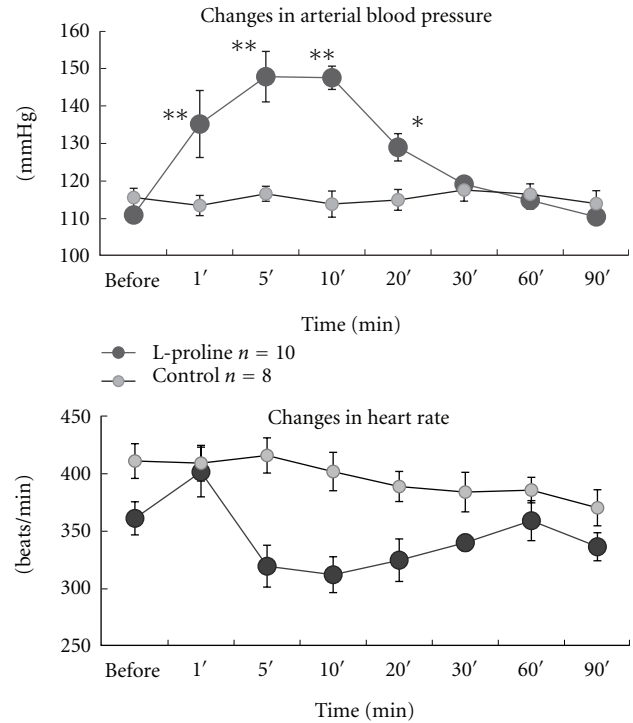 Changes in arterial blood pressure
160
150
140
130
120
110
100
(mmHg)
** ** ** *
Before 1′ 5′ 10′ 20′ 30′ 60′ 90′
Time (min)
L-proline n = 10
Control n = 8
Changes in heart rate
450
400
350
300
250
(beats/min)
Before 1′ 5′ 10′ 20′ 30′ 60′ 90′
Time (min)